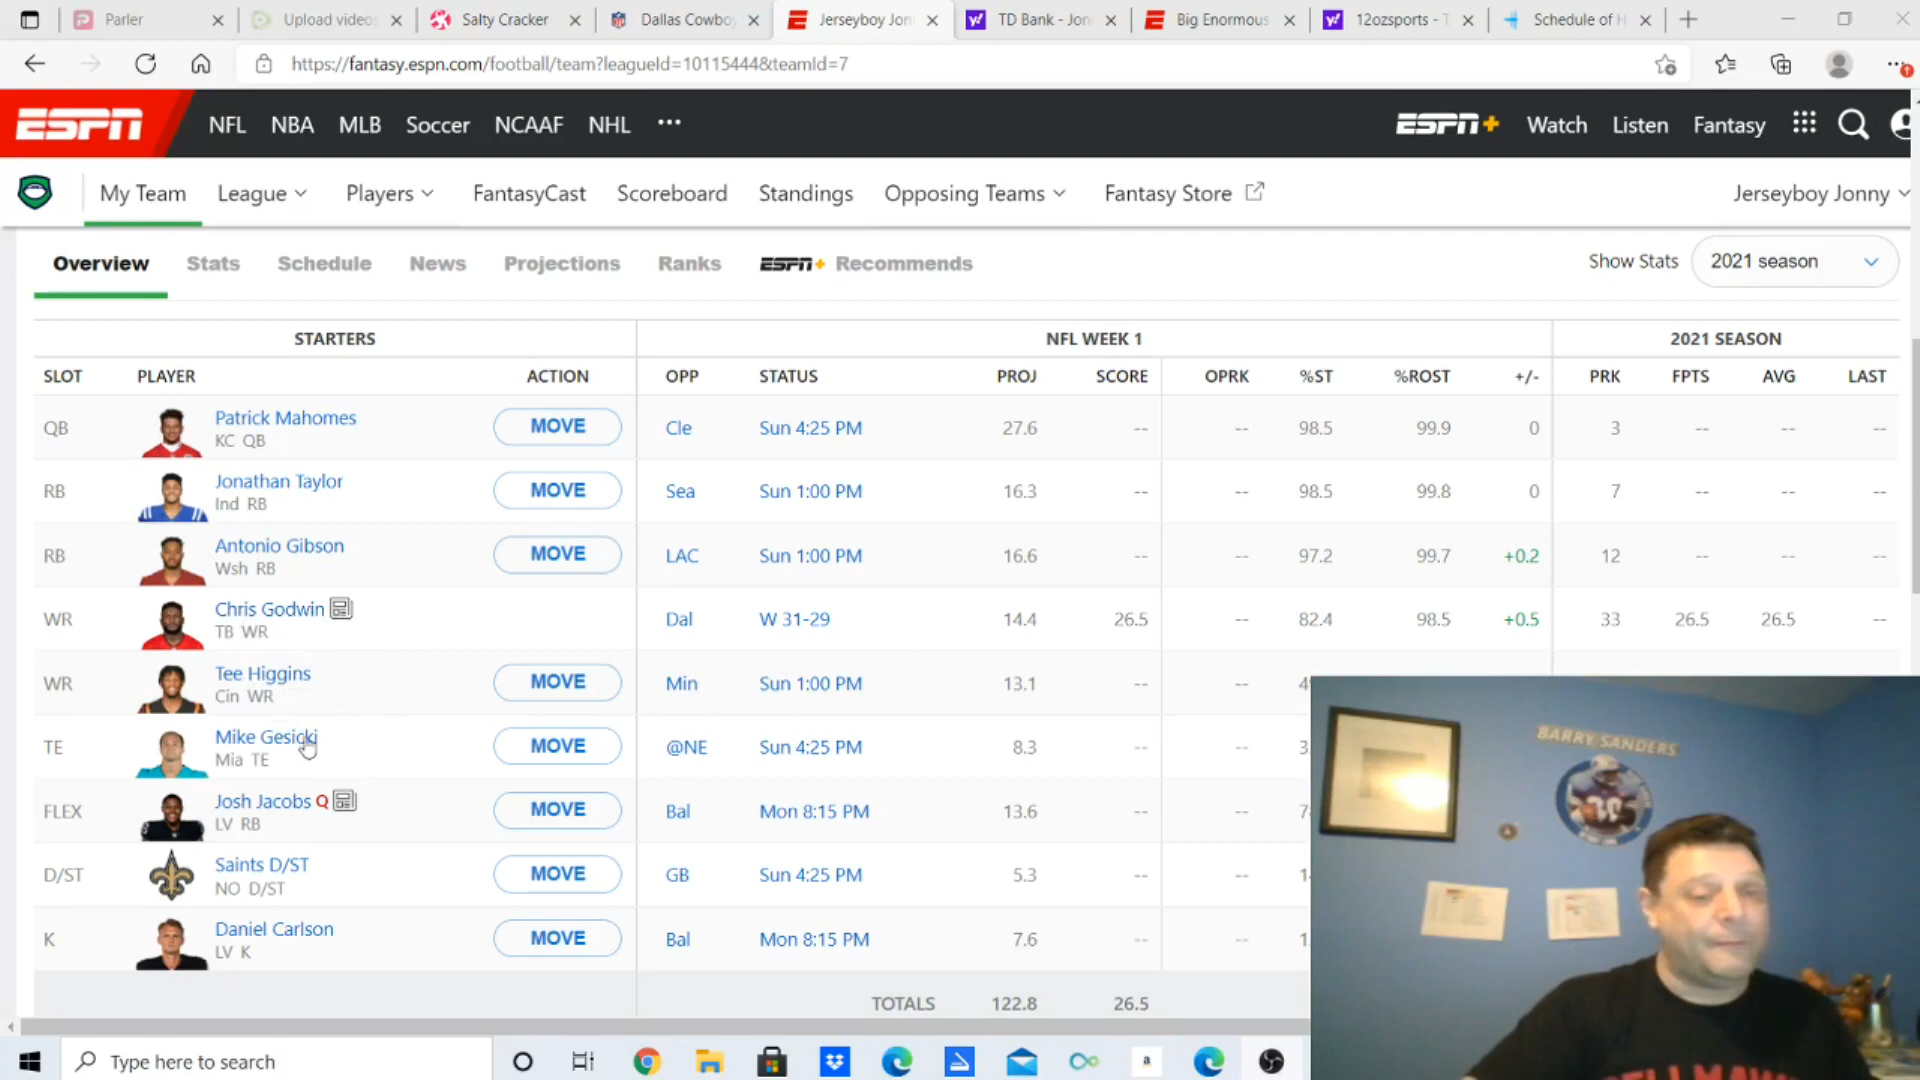 Parler
Upload videos
Salty Cracker
Dallas Cowbo
Jerseyboy Jon
TD Bank - Jon
Big Enormous
12ozsports - T
Schedule of H
https://fantasy.espn.com/football/team?leagueId=10115444&teamId=7
ESPN NFL NBA MLB Soccer NCAAF NHL ••• ESPN+ Watch Listen Fantasy
My Team League Players FantasyCast Scoreboard Standings Opposing Teams Fantasy Store Jerseyboy Jonny
Overview Stats Schedule News Projections Ranks ESPN+ Recommends Show Stats 2021 season
STARTERS NFL WEEK 1 2021 SEASON
SLOT PLAYER ACTION OPP STATUS PROJ SCORE OPRK %ST %ROST +/- PRK FPTS AVG LAST
QB Patrick Mahomes MOVE Cle Sun 4:25 PM 27.6 -- -- 98.5 99.9 0 3 -- -- --
KC QB
RB Jonathan Taylor MOVE Sea Sun 1:00 PM 16.3 -- -- 98.5 99.8 0 7 -- -- --
Ind RB
RB Antonio Gibson MOVE LAC Sun 1:00 PM 16.6 -- -- 97.2 99.7 +0.2 12 -- -- --
Wsh RB
WR Chris Godwin Dal W 31-29 14.4 26.5 -- 82.4 98.5 +0.5 33 26.5 26.5 --
TB WR
WR Tee Higgins MOVE Min Sun 1:00 PM 13.1 -- --
Cin WR
TE Mike Gesicki MOVE @NE Sun 4:25 PM 8.3 -- --
Mia TE
FLEX Josh Jacobs Q MOVE Bal Mon 8:15 PM 13.6 -- --
LV RB
D/ST Saints D/ST MOVE GB Sun 4:25 PM 5.3 -- --
NO D/ST
K Daniel Carlson MOVE Bal Mon 8:15 PM 7.6 -- --
LV K
TOTALS 122.8 26.5
BARRY SANDERS
Type here to search